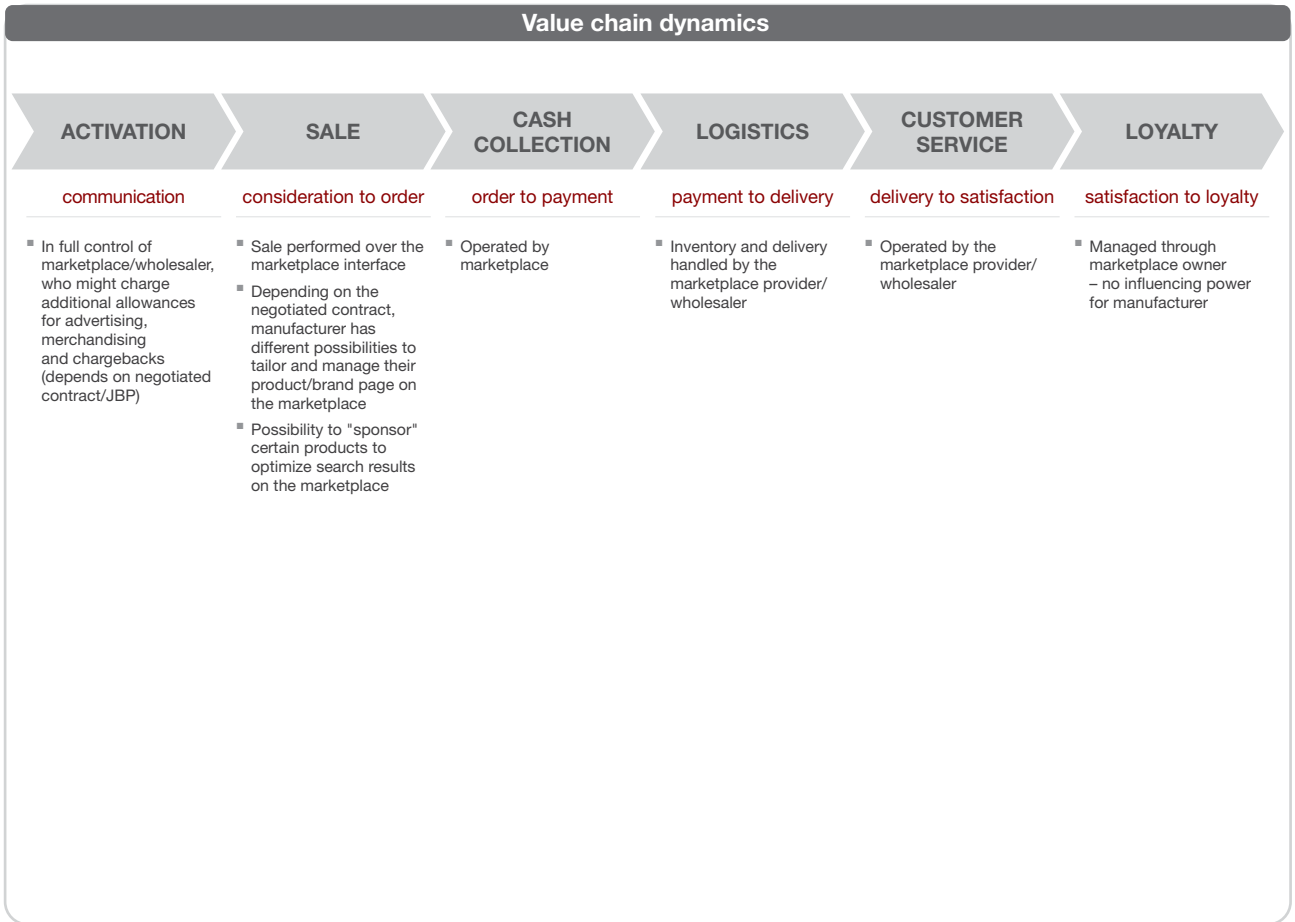 Value chain dynamics
ACTIVATION
communication
In full control of
marketplace/wholesaler,
who might charge
additional allowances
for advertising,
merchandising
and chargebacks
(depends on negotiated
contract/JBP)
SALE
consideration to order
Sale performed over the
marketplace interface
Depending on the
negotiated contract,
manufacturer has
different possibilities to
tailor and manage their
product/brand page on
the marketplace
Possibility to "sponsor"
certain products to
optimize search results
on the marketplace
CASH
COLLECTION
order to payment
Operated by
marketplace
LOGISTICS
payment to delivery
Inventory and delivery
handled by the
marketplace provider/
wholesaler
CUSTOMER
SERVICE
delivery to satisfaction
Operated by the
marketplace provider/
wholesaler
LOYALTY
satisfaction to loyalty
Managed through
marketplace owner
– no influencing power
for manufacturer